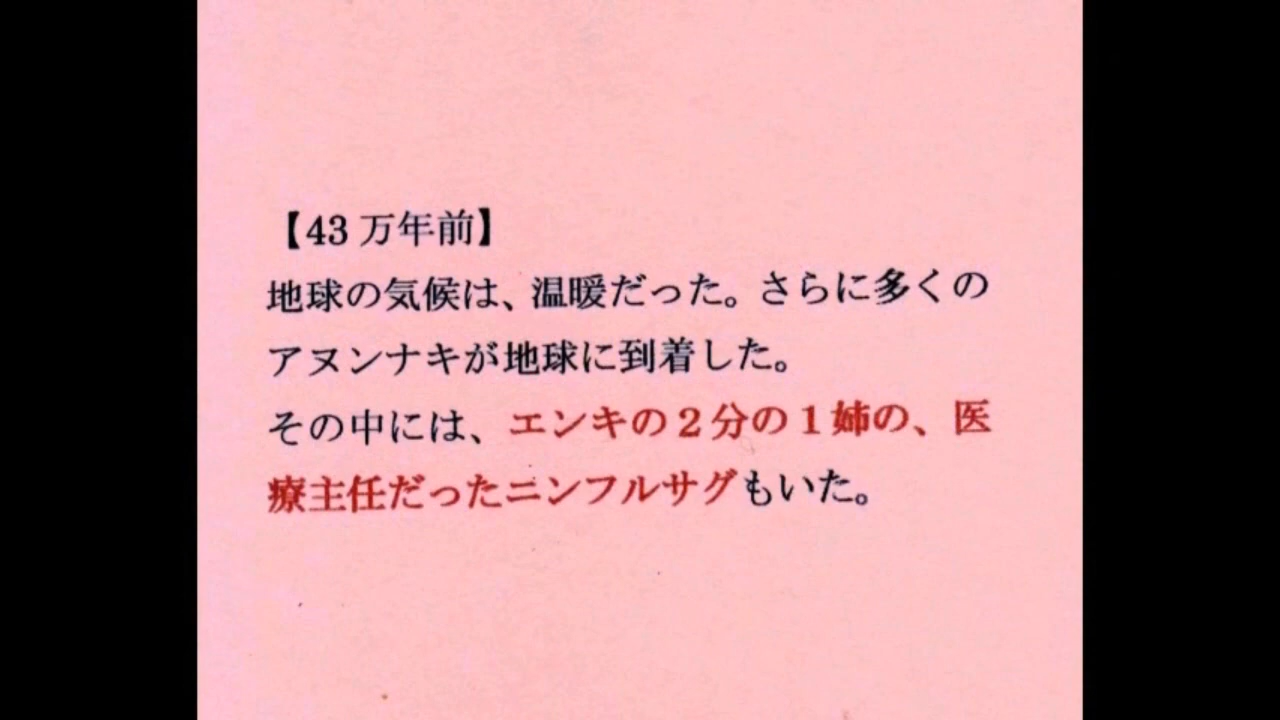 【43万年前】
地球の気候は、温暖だった。さらに多くの
アヌンナキが地球に到着した。
その中には、エンキの2分の1姉の、医
療主任だったニンフルサグもいた。